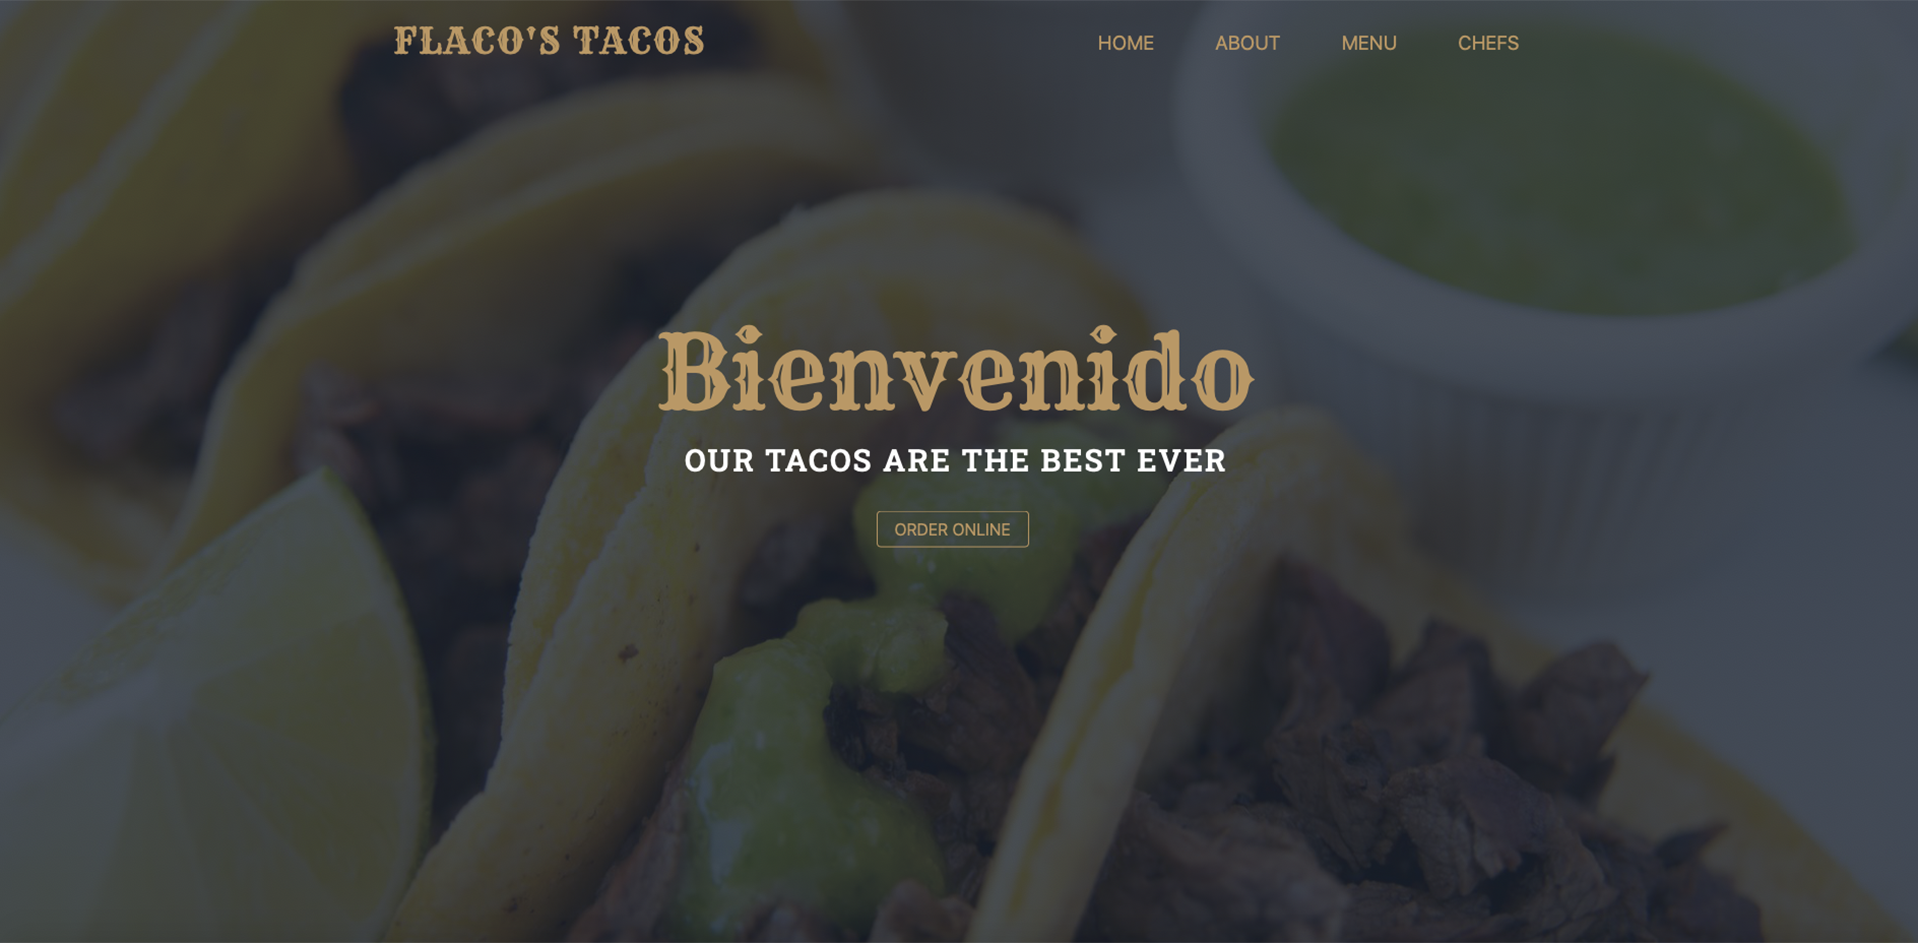 FLACO'S TACOS
HOME ABOUT MENU CHEFS
Bienvenido
OUR TACOS ARE THE BEST EVER
ORDER ONLINE